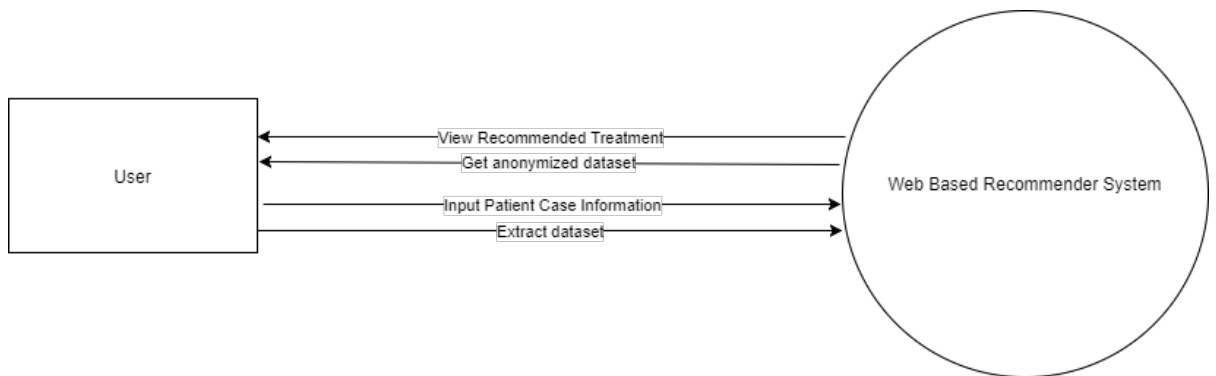 View Recommended Treatment
Get anonymized dataset
User
Web Based Recommender System
Input Patient Case Information
Extract dataset